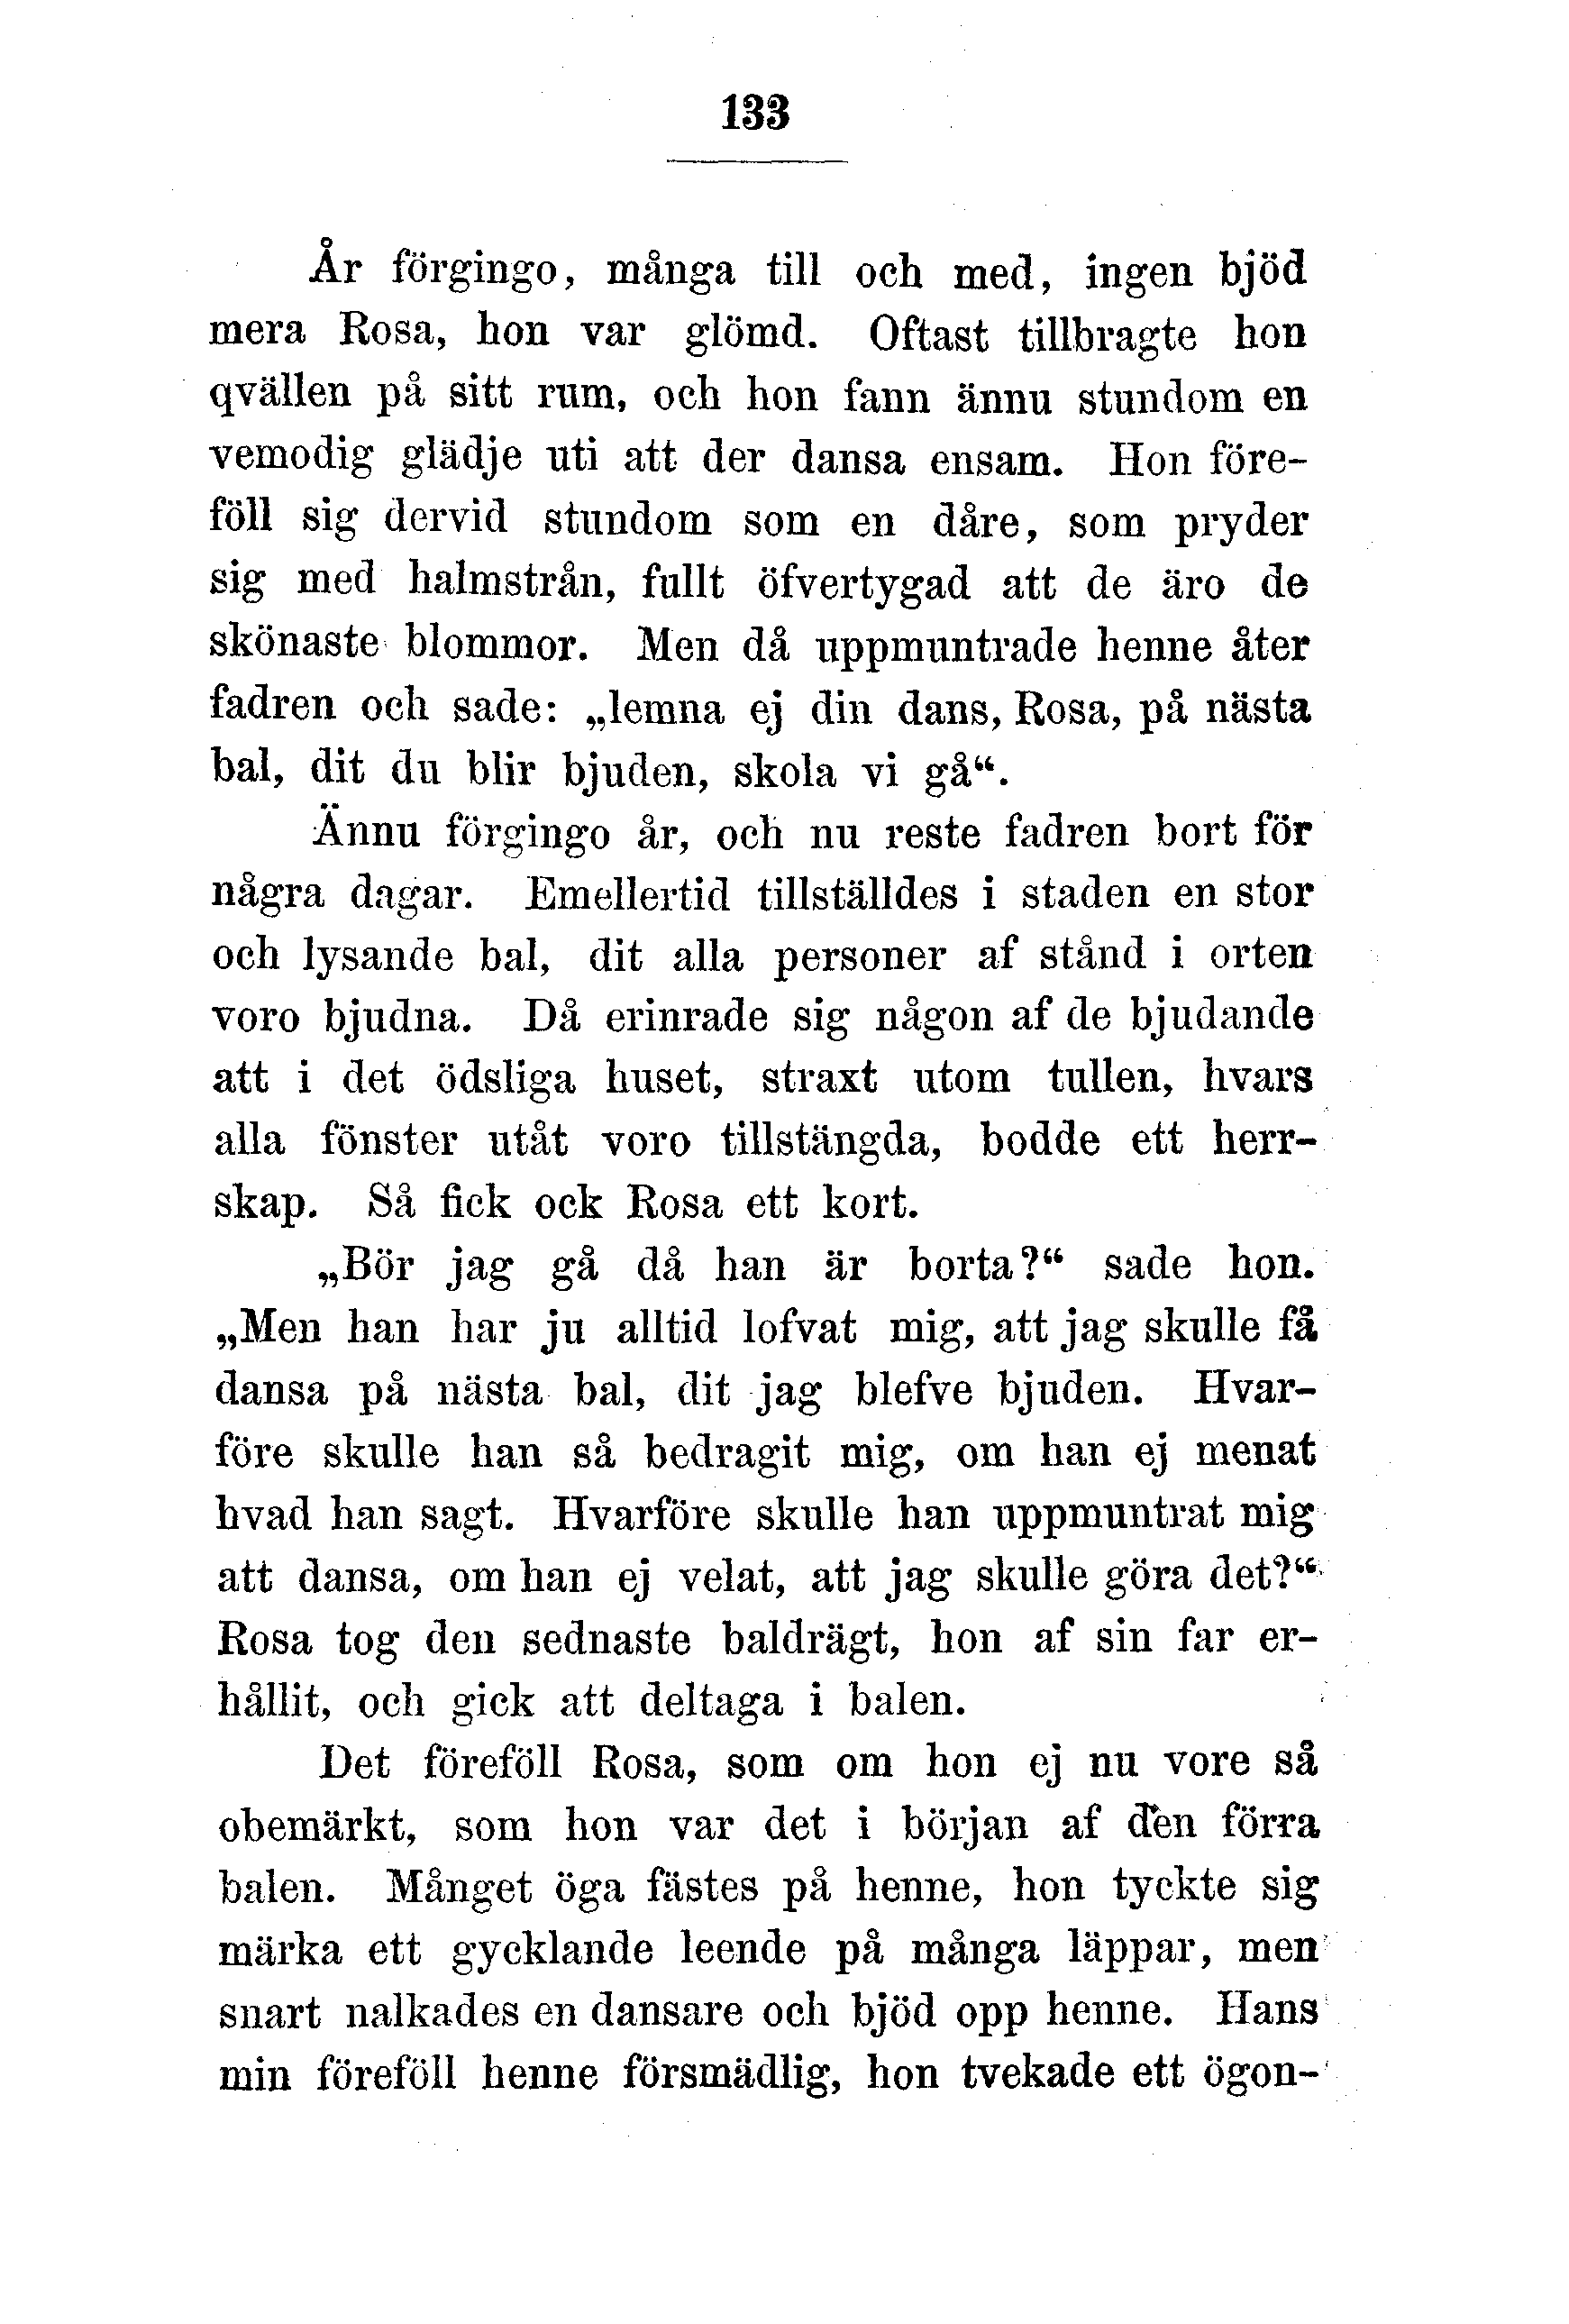 133
År förgingo, många till och med, ingen bjöd
mera Rosa, hon var glömd. Oftast tillbragte hon
qvällen på sitt rum, och hon fann ännu stundom en
vemodig glädje uti att der dansa ensam. Hon före-
föll sig dervid stundom som en dåre, som pryder
sig med halmstrån, fullt öfvertygad att de äro de
skönaste blommor. Men då uppmuntrade henne åter
fadren och sade: „lemna ej din dans, Rosa, på nästa
bal, dit du blir bjuden, skola vi gå“.
Ännu förgingo år, och nu reste fadren bort för
några dagar. Emellertid tillställdes i staden en stor
och lysande bal, dit alla personer af stånd i orten
voro bjudna. Då erinrade sig någon af de bjudande
att i det ödsliga huset, straxt utom tullen, hvars
alla fönster utåt voro tillstängda, bodde ett herr-
skap. Så fick ock Rosa ett kort.
„Bör jag gå då han är borta?“ sade hon.
„Men han har ju alltid lofvat mig, att jag skulle få
dansa på nästa bal, dit jag blefve bjuden. Hvar-
före skulle han så bedragit mig, om han ej menat
hvad han sagt. Hvarföre skulle han uppmuntrat mig
att dansa, om han ej velat, att jag skulle göra det?“
Rosa tog den sednaste baldrägt, hon af sin far er-
hållit, och gick att deltaga i balen.
Det föreföll Rosa, som om hon ej nu vore så
obemärkt, som hon var det i början af den förra
balen. Månget öga fästes på henne, hon tyckte sig
märka ett gycklande leende på många läppar, men
snart nalkades en dansare och bjöd opp henne. Hans
min föreföll henne försmädlig, hon tvekade ett ögon-